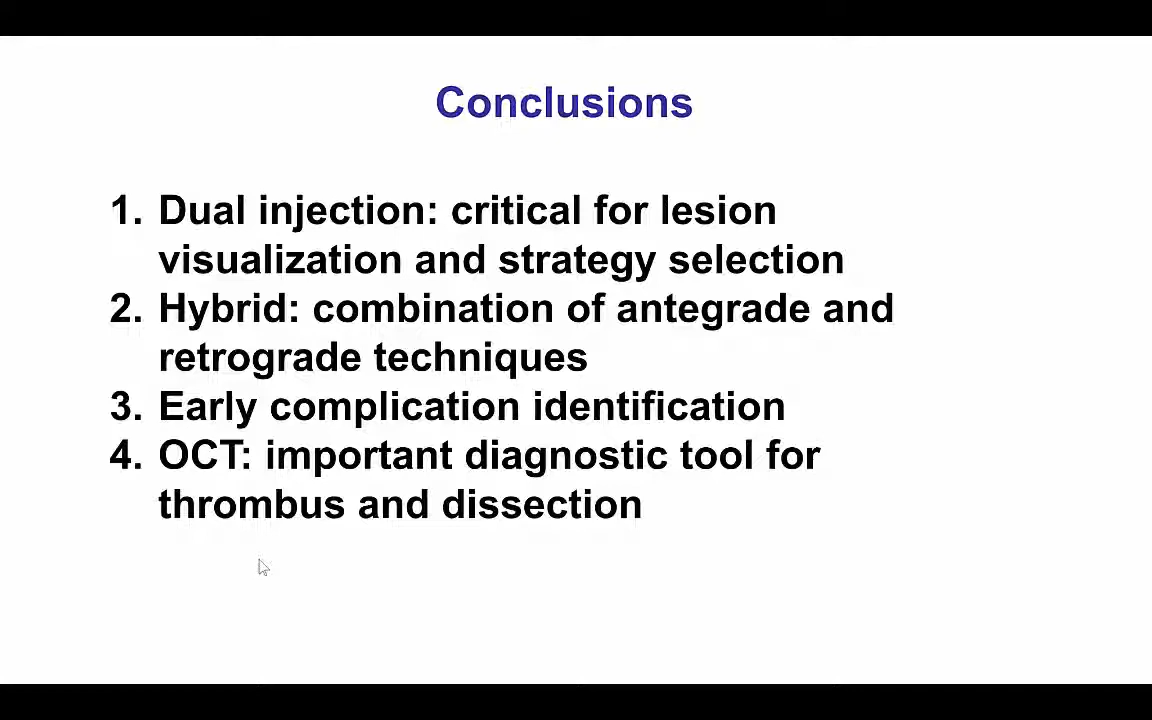 Conclusions
1. Dual injection: critical for lesion
visualization and strategy selection
2. Hybrid: combination of antegrade and
retrograde techniques
3. Early complication identification
4. OCT: important diagnostic tool for
thrombus and dissection